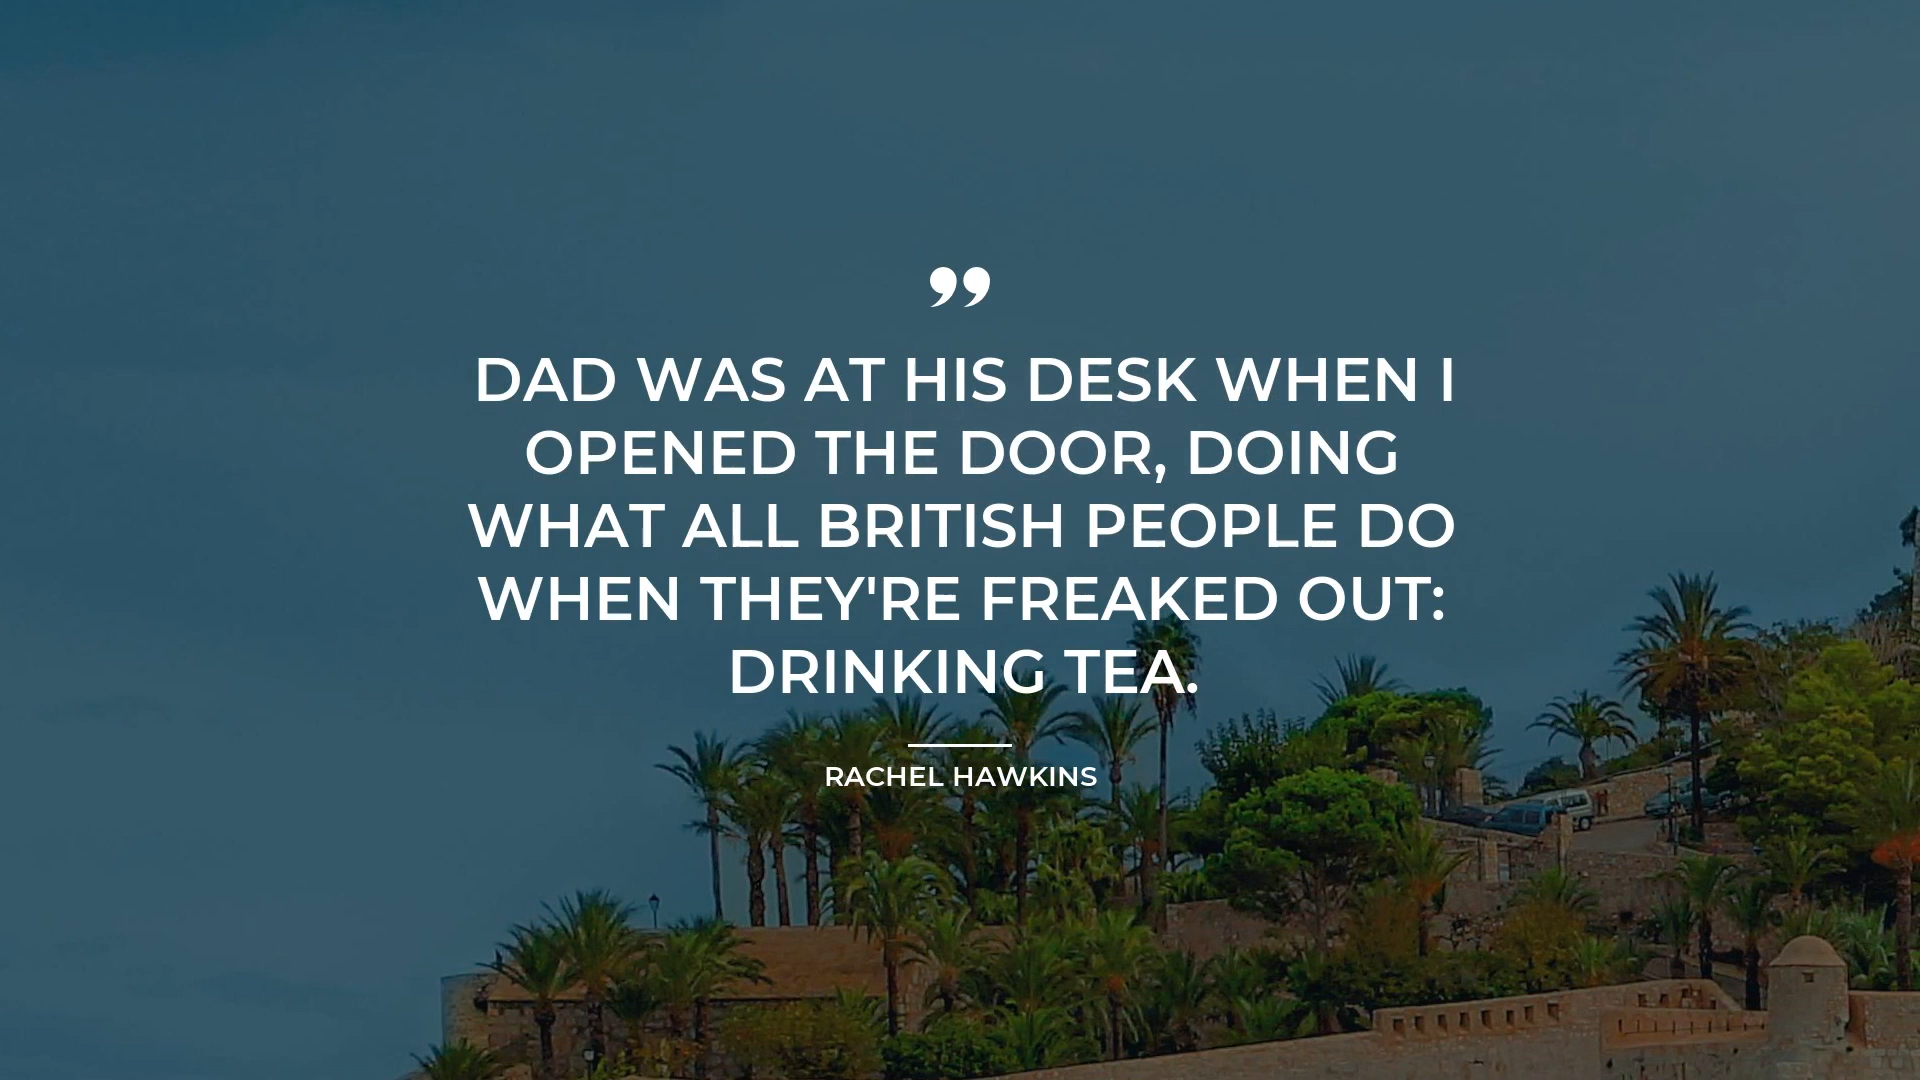 ”
DAD WAS AT HIS DESK WHEN I
OPENED THE DOOR, DOING
WHAT ALL BRITISH PEOPLE DO
WHEN THEY'RE FREAKED OUT:
DRINKING TEA.
RACHEL HAWKINS